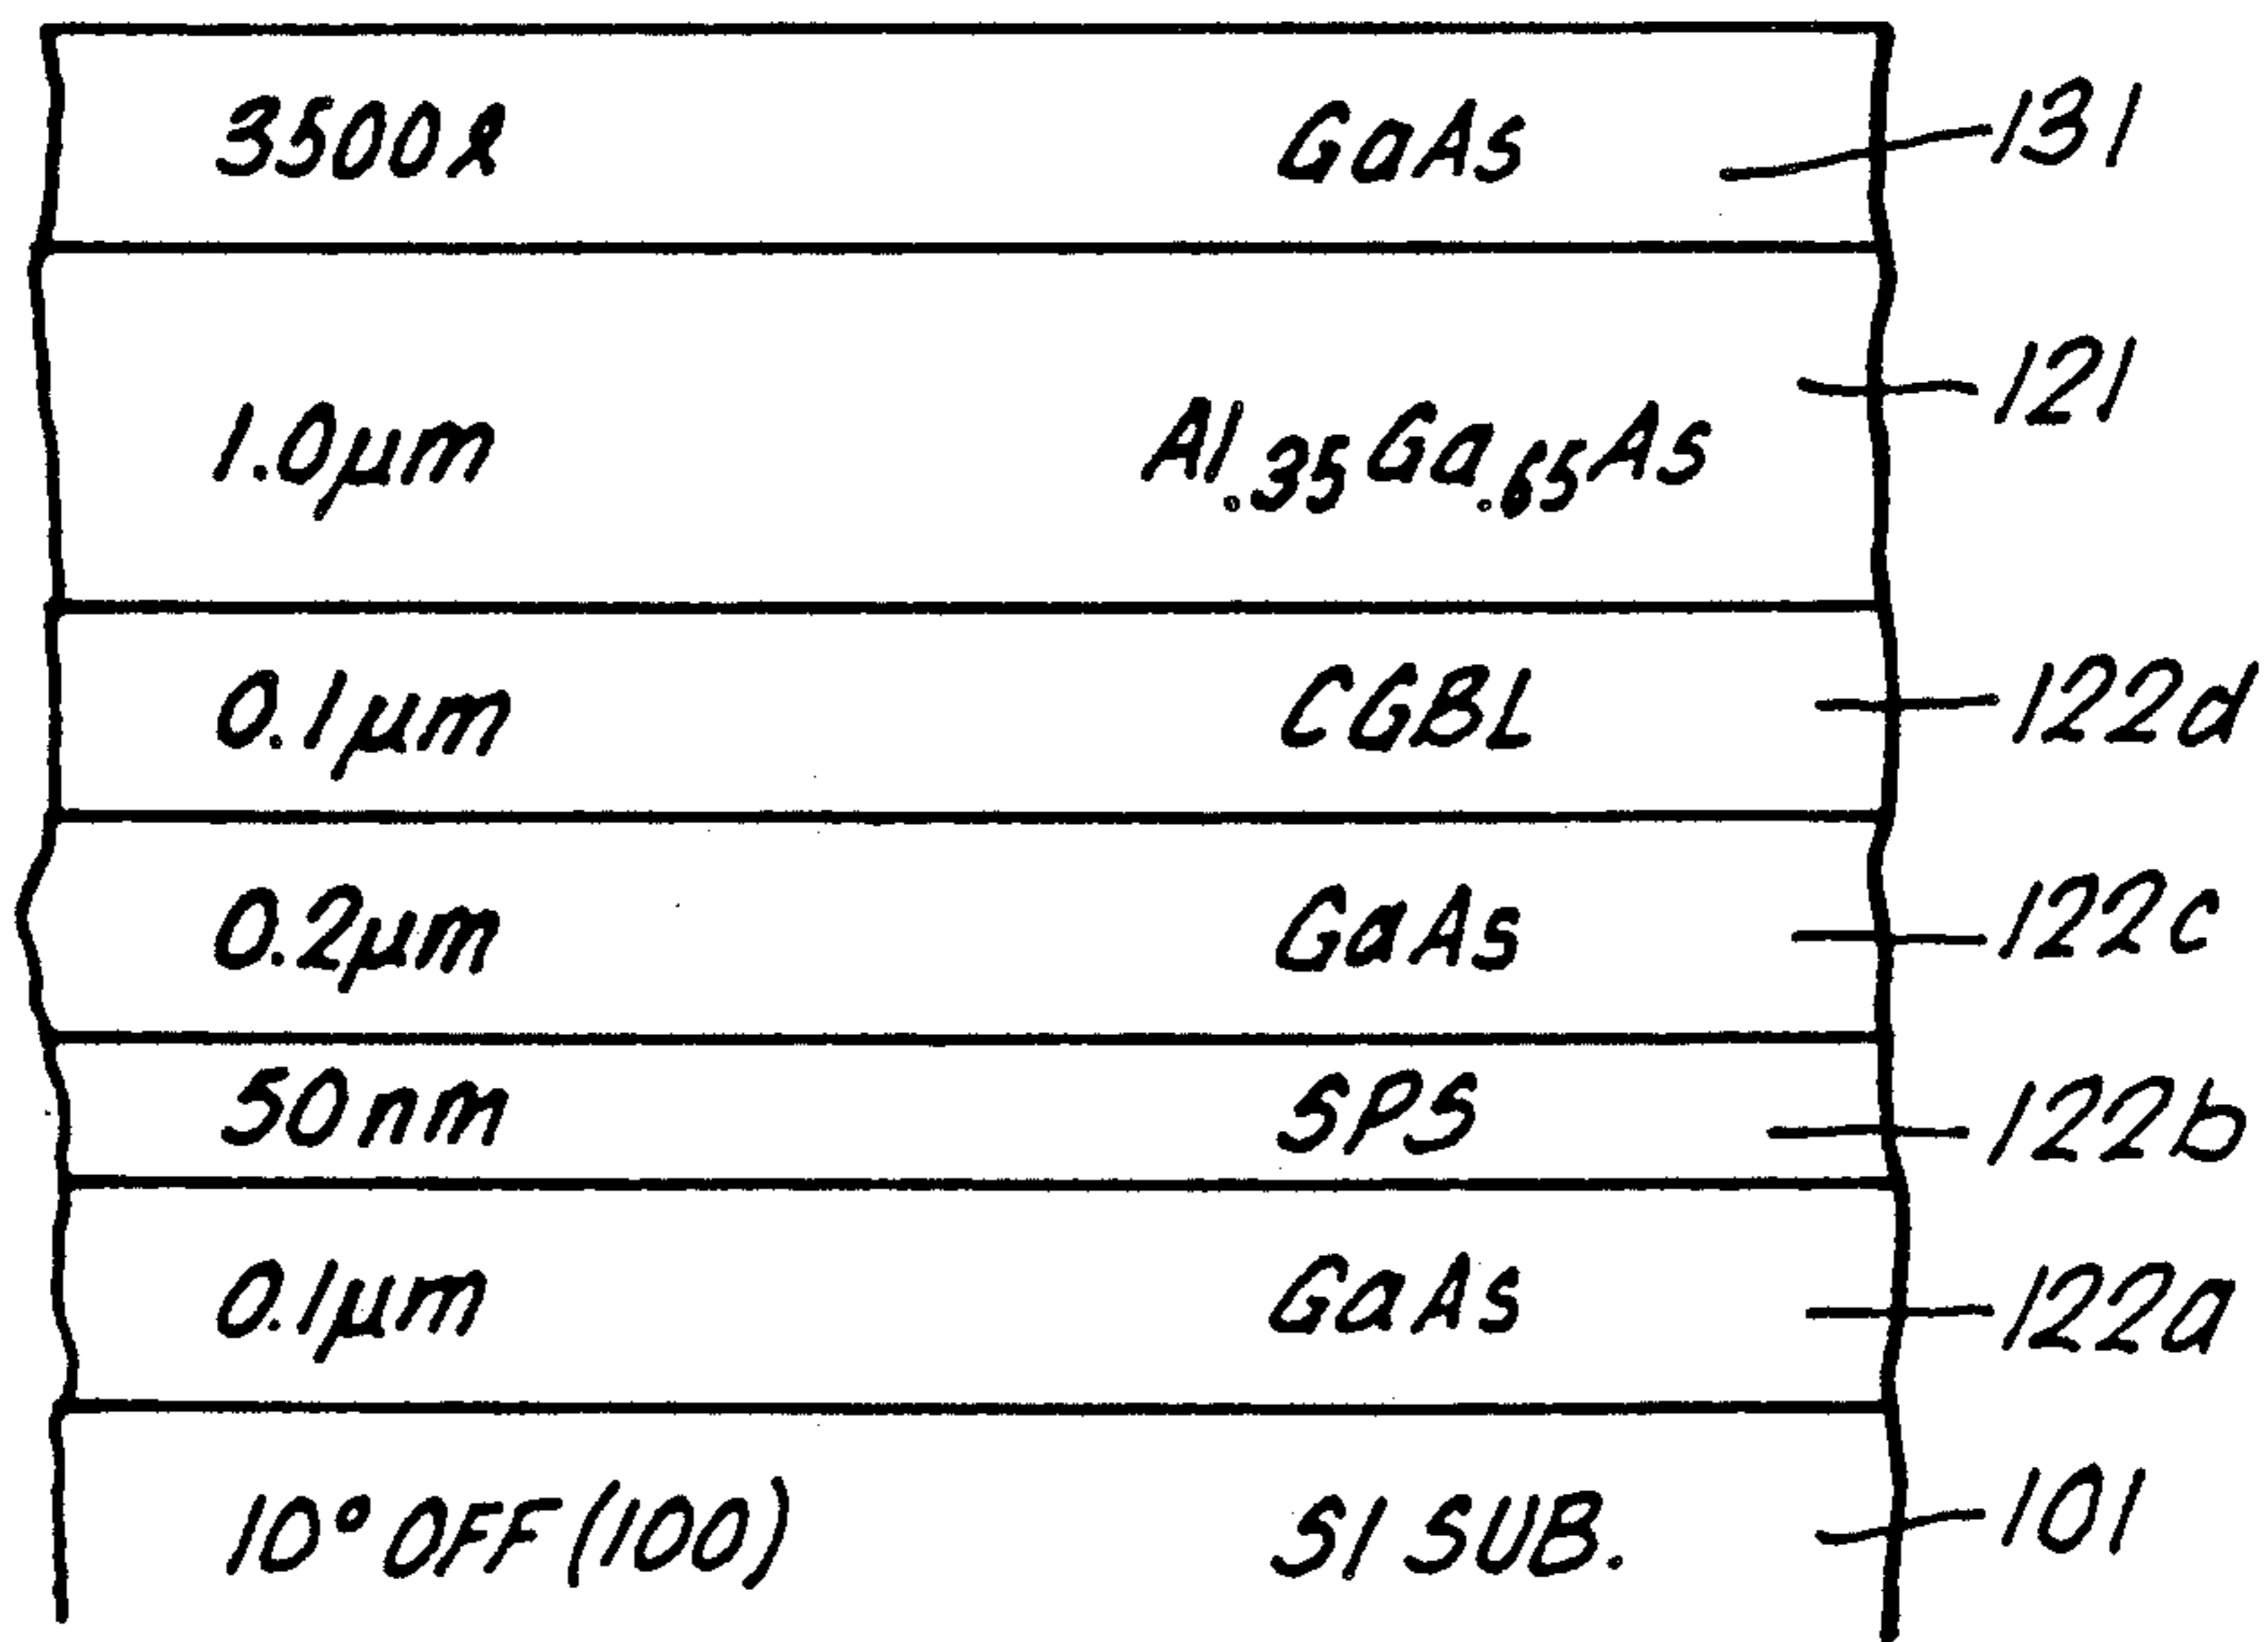 3500Å GaAs 131
1.0μm Al.35Ga.65As 121
0.1μm CGBL 122d
0.2μm GaAs 122c
50nm SPS 122b
0.1μm GaAs 122a
10° OFF (100) SI SUB. 101